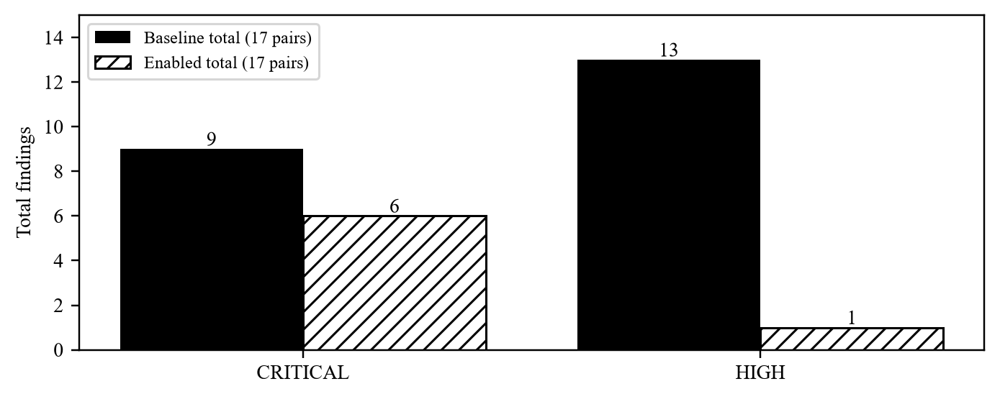 Total findings
14
12
10
8
6
4
2
0
Baseline total (17 pairs)
Enabled total (17 pairs)
9
6
13
1
CRITICAL
HIGH